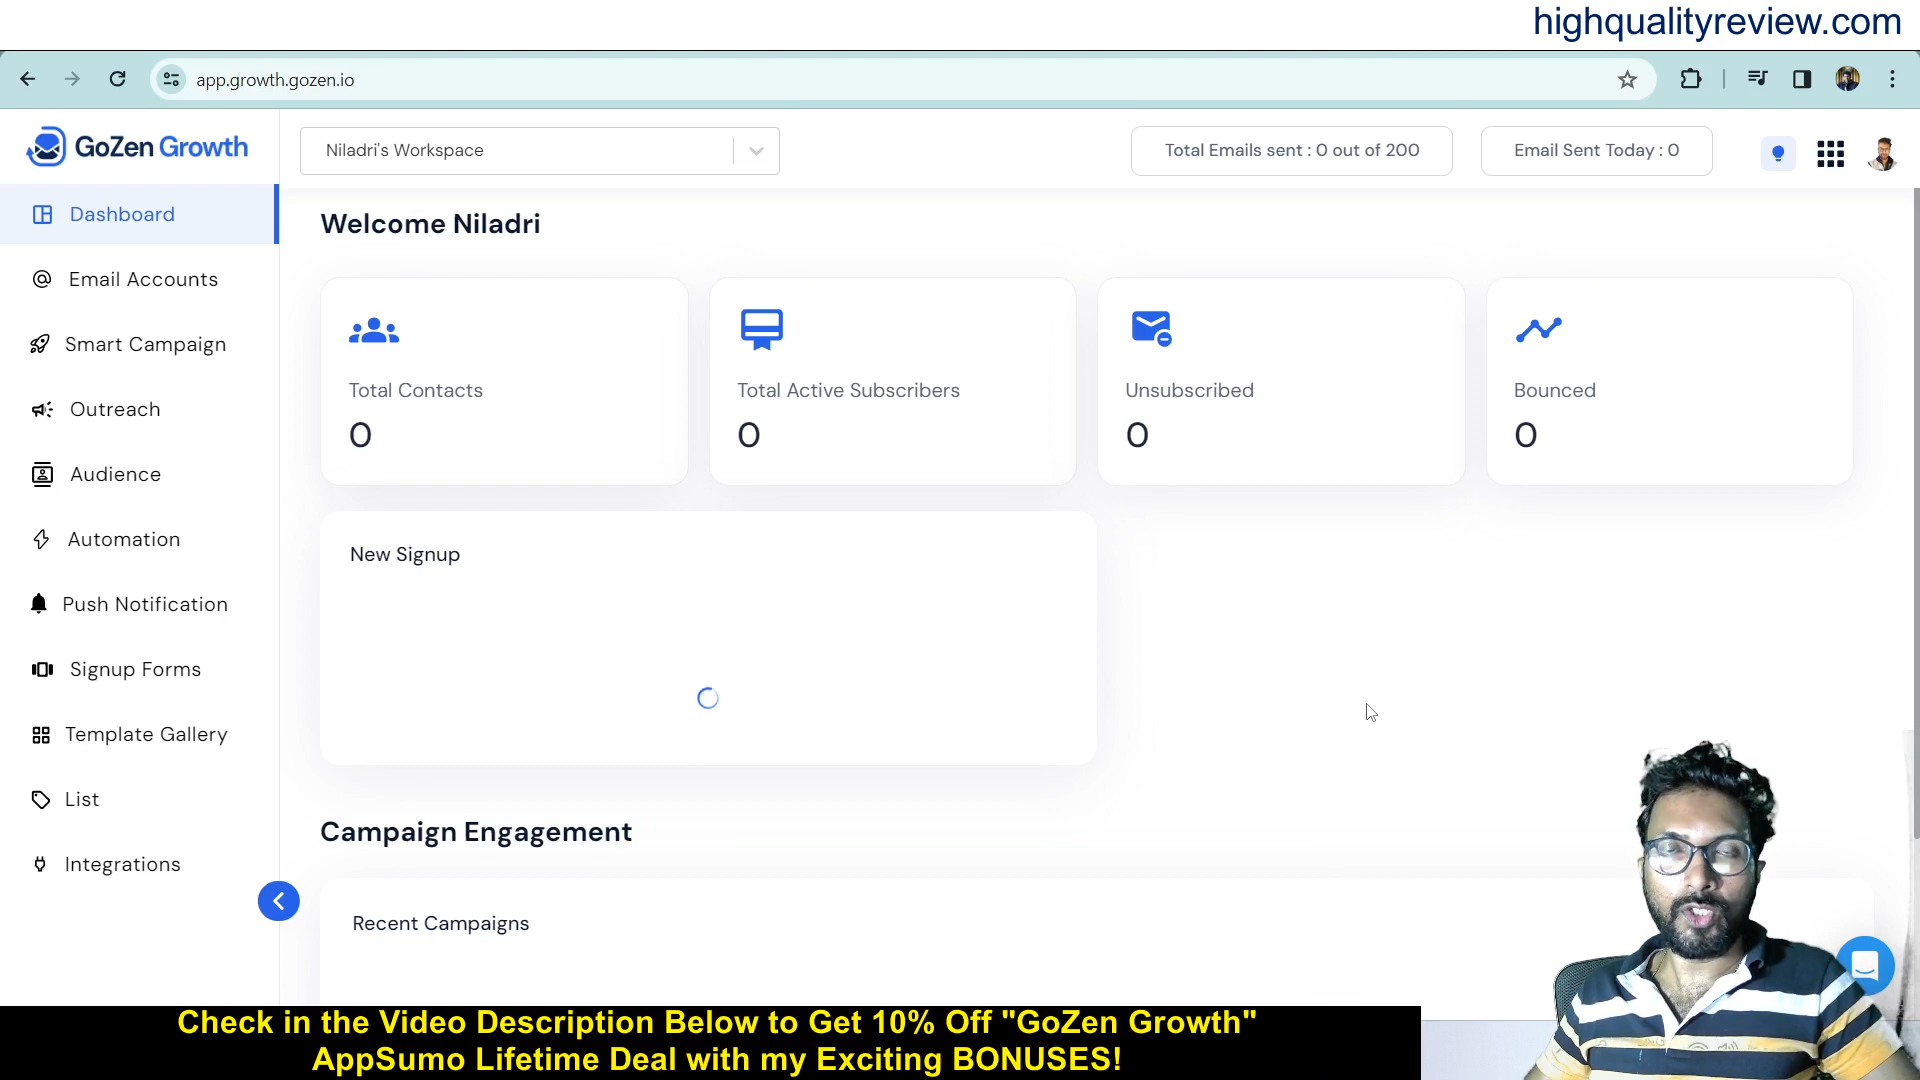 highqualityreview.com
app.growth.gozen.io
GoZen Growth
Niladri's Workspace
Total Emails sent : 0 out of 200
Email Sent Today : 0
Dashboard
Email Accounts
Smart Campaign
Outreach
Audience
Automation
Push Notification
Signup Forms
Template Gallery
List
Integrations
Welcome Niladri
Total Contacts
0
Total Active Subscribers
0
Unsubscribed
0
Bounced
0
New Signup
Campaign Engagement
Recent Campaigns
Check in the Video Description Below to Get 10% Off "GoZen Growth"
AppSumo Lifetime Deal with my Exciting BONUSES!